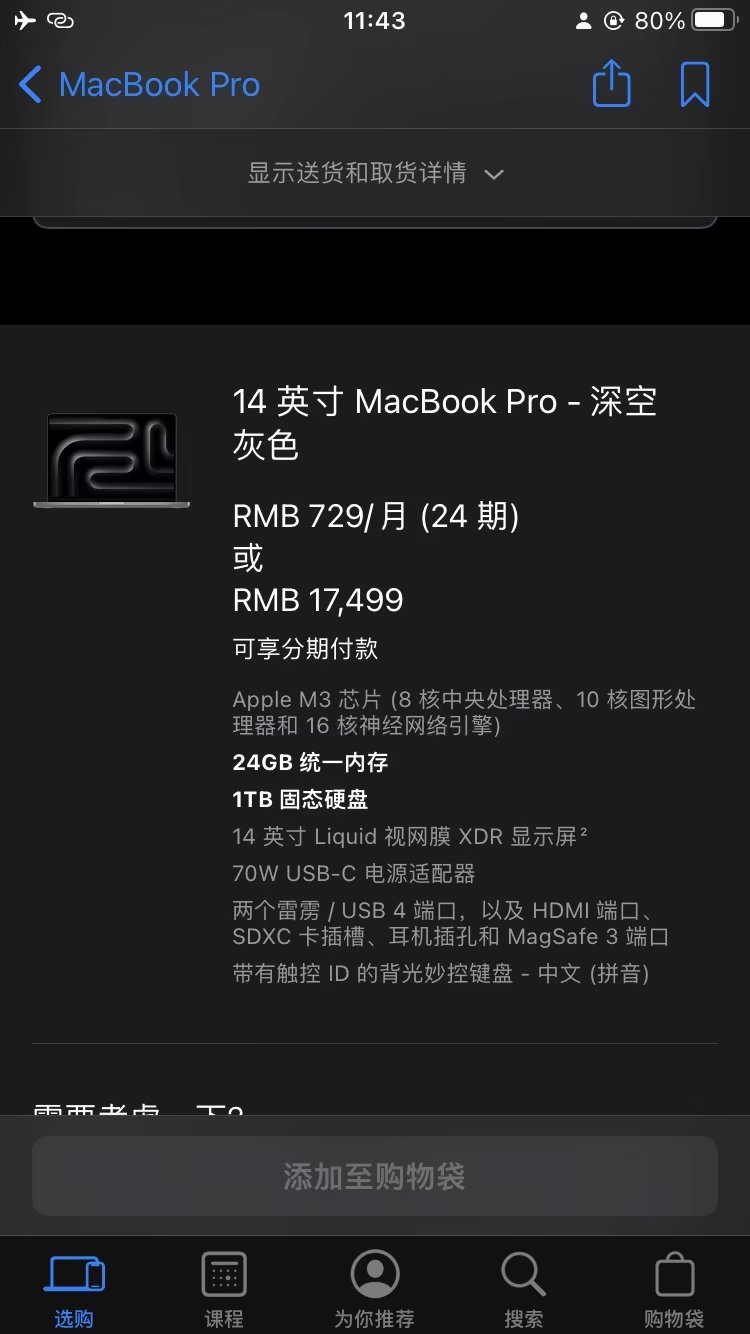 11:43
80%
MacBook Pro
显示送货和取货详情
14 英寸 MacBook Pro - 深空
灰色
RMB 729/月 (24 期)
或
RMB 17,499
可享分期付款
Apple M3 芯片 (8 核中央处理器、10 核图形处
理器和 16 核神经网络引擎)
24GB 统一内存
1TB 固态硬盘
14 英寸 Liquid 视网膜 XDR 显示屏²
70W USB-C 电源适配器
两个雷雳 / USB 4 端口，以及 HDMI 端口、
SDXC 卡插槽、耳机插孔和 MagSafe 3 端口
带有触控 ID 的背光妙控键盘 - 中文 (拼音)
需要考虑一下?
添加至购物袋
选购
课程
为你推荐
搜索
购物袋